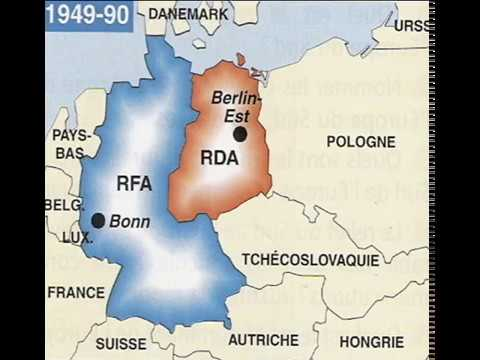 1949-90
DANEMARK
URSS
Berlin-
Est
PAYS-
BAS
RDA
POLOGNE
RFA
BELG.
Bonn
LUX.
TCHÉCOSLOVAQUIE
FRANCE
SUISSE
AUTRICHE
HONGRIE